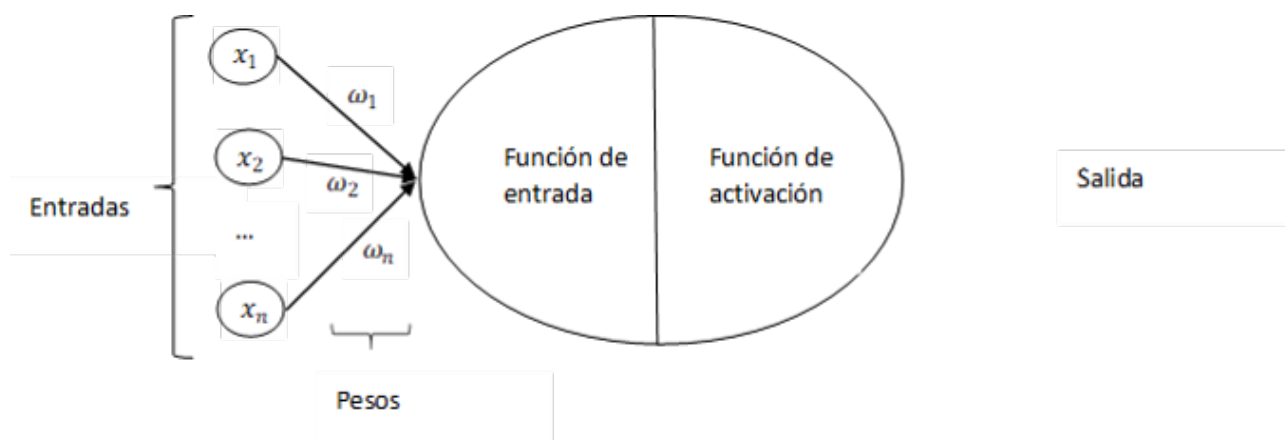 x₁
ω₁
x₂
ω₂
Entradas
...
ωₙ
xₙ
Pesos
Función de
entrada
Función de
activación
Salida